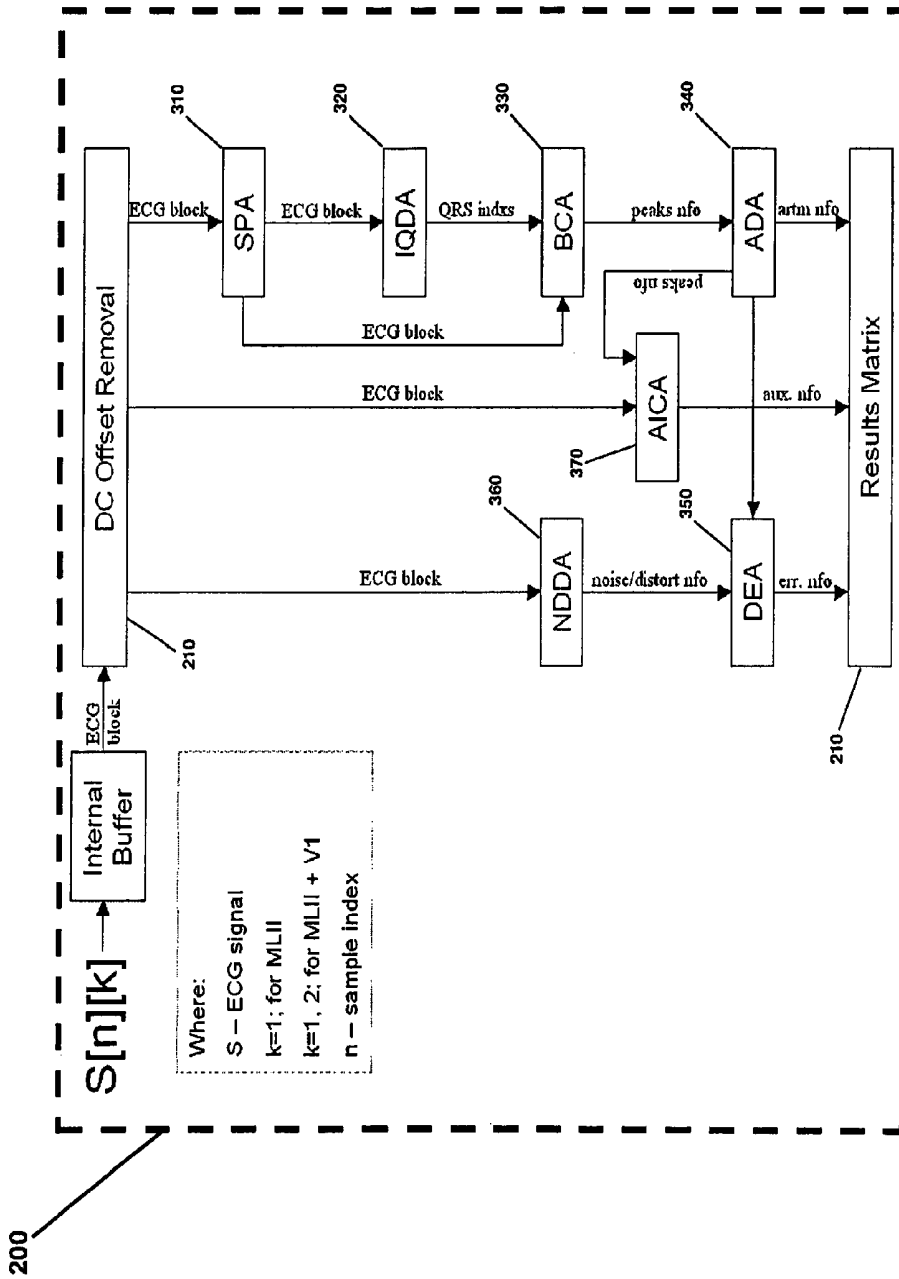 200
S[n][k]
Internal
Buffer
ECG
block
Where:
S – ECG signal
k=1; for MLII
k=1, 2; for MLII + V1
n – sample index
DC Offset Removal
210
ECG block
ECG block
ECG block
310
SPA
ECG block
ECG block
320
IQDA
QRS indxs
330
BCA
peaks nfo
340
ADA
peaks nfo
artm nfo
AICA
370
aux. nfo
360
NDDA
noise/distort nfo
350
DEA
err. nfo
Results Matrix
210